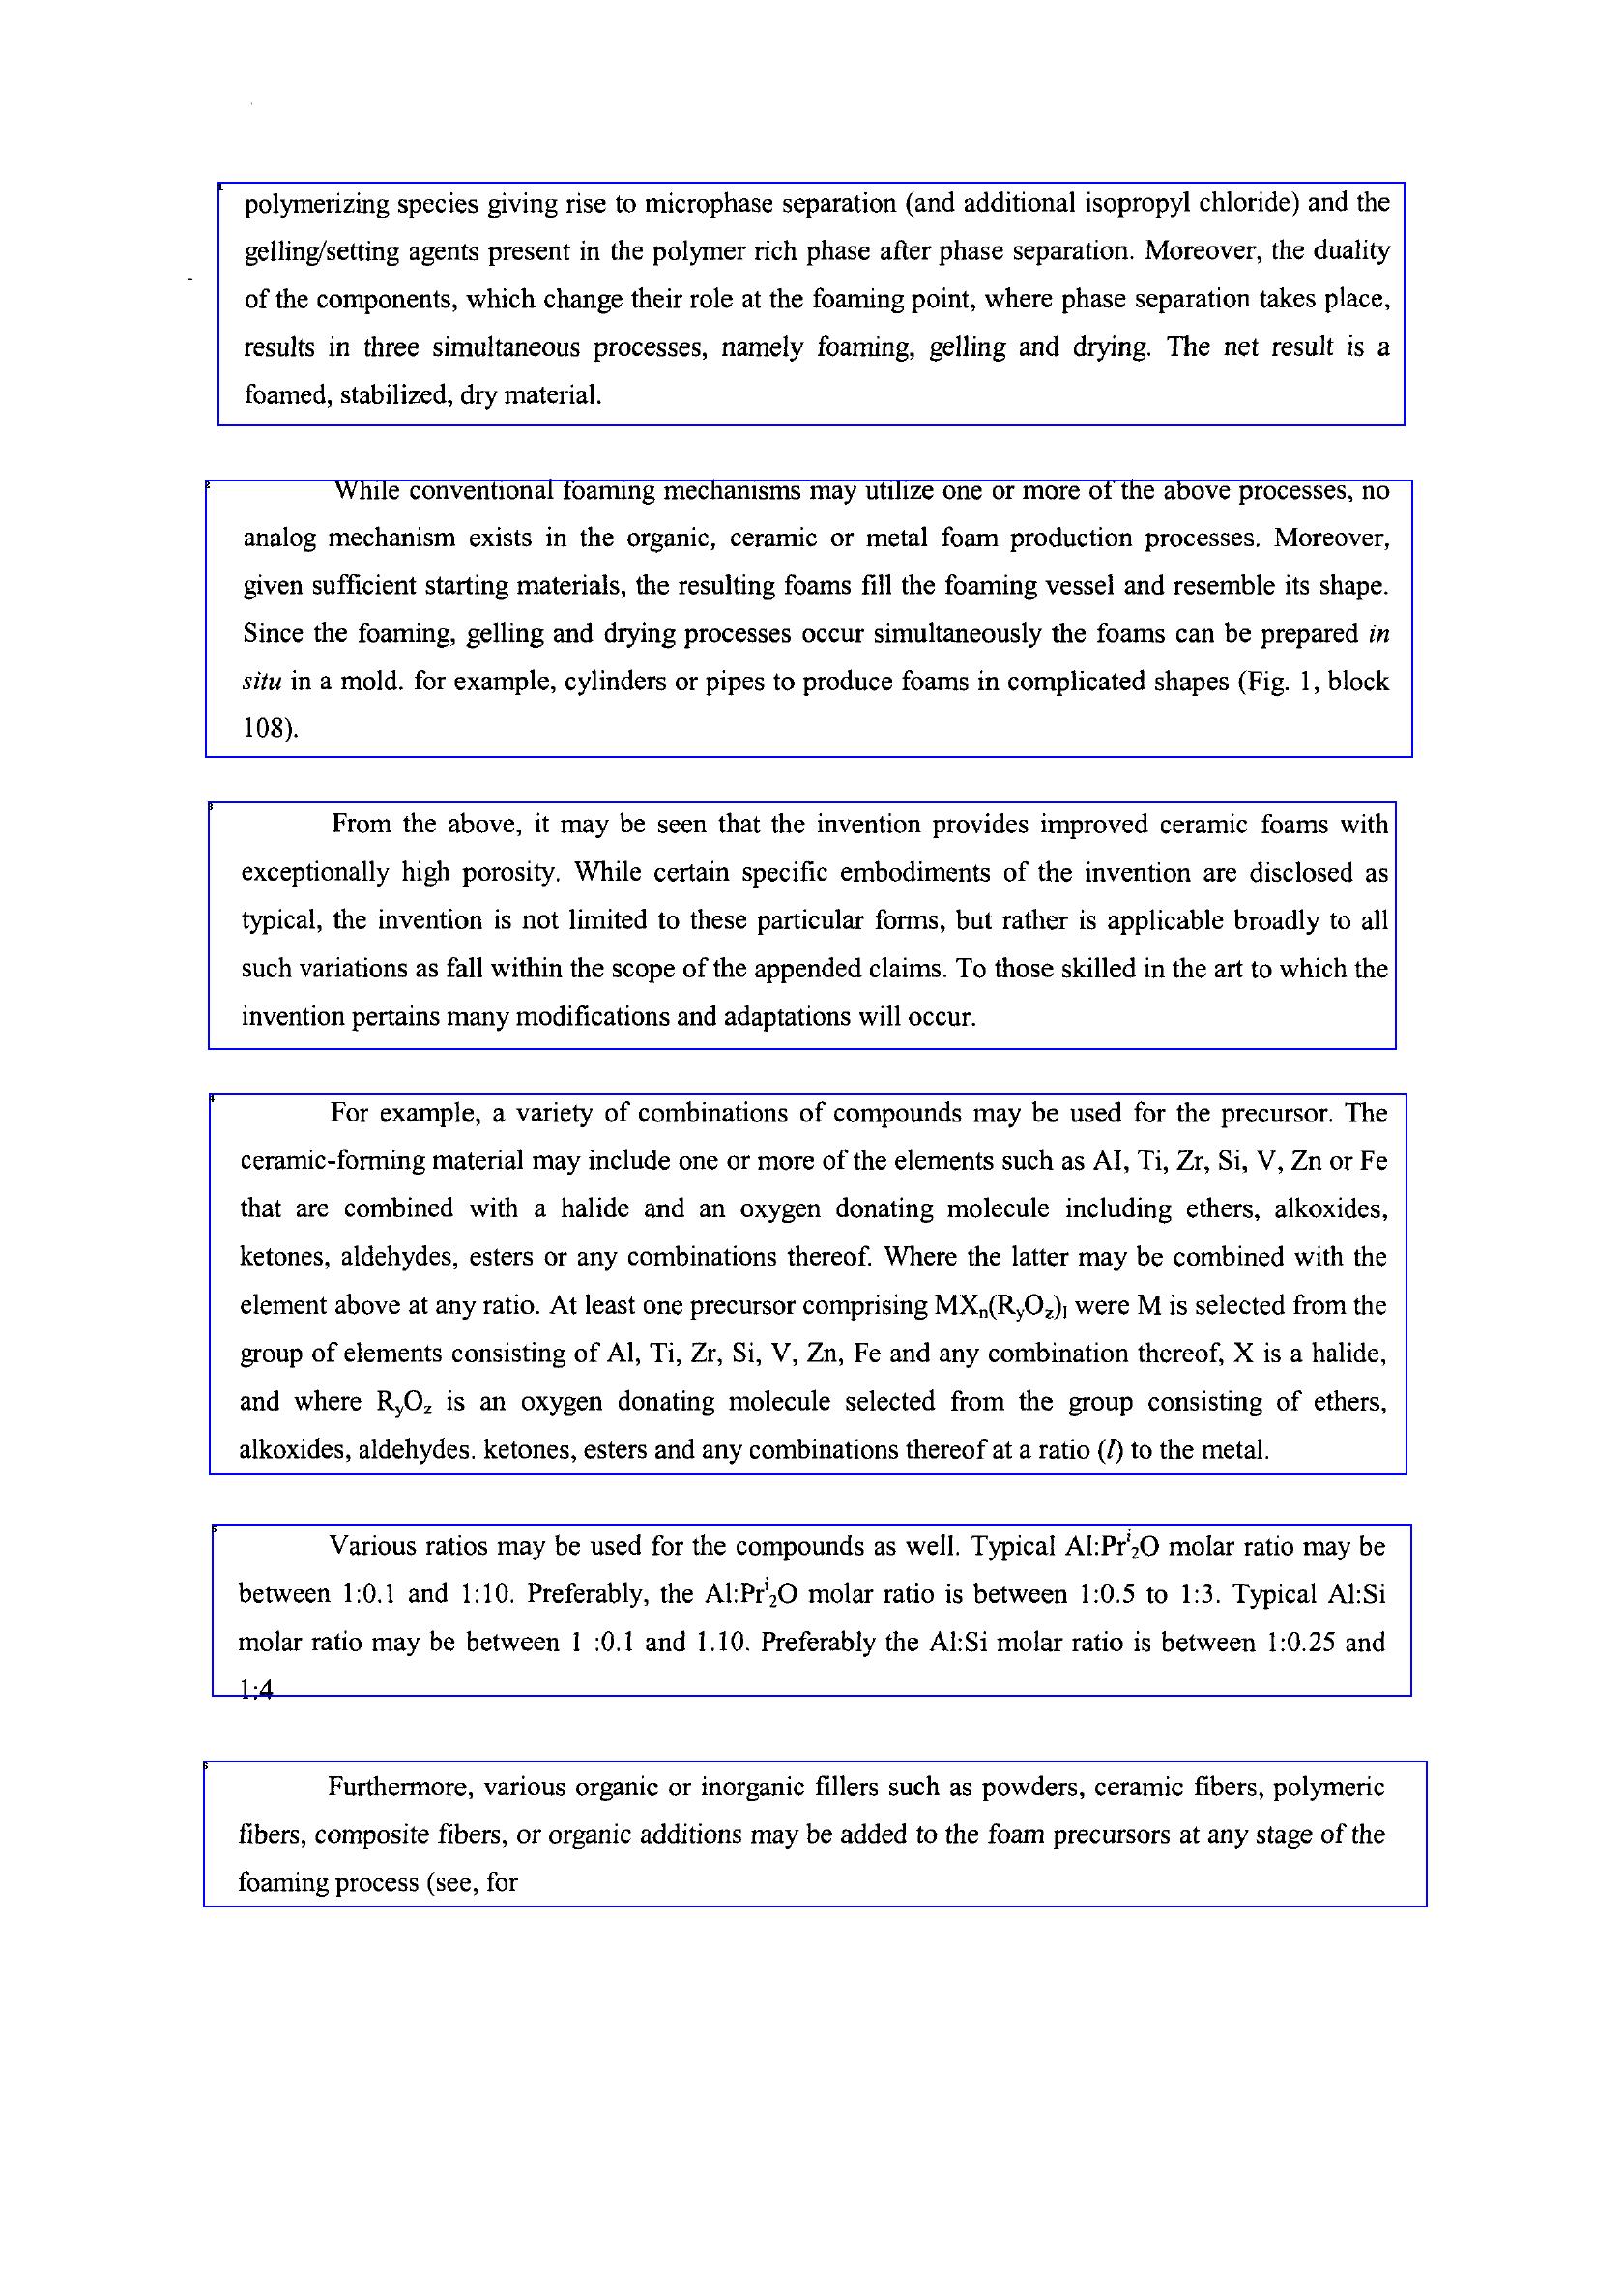 polymerizing species giving rise to microphase separation (and additional isopropyl chloride) and the
gelling/setting agents present in the polymer rich phase after phase separation. Moreover, the duality
of the components, which change their role at the foaming point, where phase separation takes place,
results in three simultaneous processes, namely foaming, gelling and drying. The net result is a
foamed, stabilized, dry material.
While conventional foaming mechanisms may utilize one or more of the above processes, no
analog mechanism exists in the organic, ceramic or metal foam production processes. Moreover,
given sufficient starting materials, the resulting foams fill the foaming vessel and resemble its shape.
Since the foaming, gelling and drying processes occur simultaneously the foams can be prepared in
situ in a mold. for example, cylinders or pipes to produce foams in complicated shapes (Fig. 1, block
108).
From the above, it may be seen that the invention provides improved ceramic foams with
exceptionally high porosity. While certain specific embodiments of the invention are disclosed as
typical, the invention is not limited to these particular forms, but rather is applicable broadly to all
such variations as fall within the scope of the appended claims. To those skilled in the art to which the
invention pertains many modifications and adaptations will occur.
For example, a variety of combinations of compounds may be used for the precursor. The
ceramic-forming material may include one or more of the elements such as AI, Ti, Zr, Si, V, Zn or Fe
that are combined with a halide and an oxygen donating molecule including ethers, alkoxides,
ketones, aldehydes, esters or any combinations thereof. Where the latter may be combined with the
element above at any ratio. At least one precursor comprising MXₙ(RᵧO_z)ₗ were M is selected from the
group of elements consisting of Al, Ti, Zr, Si, V, Zn, Fe and any combination thereof, X is a halide,
and where RᵧO_z is an oxygen donating molecule selected from the group consisting of ethers,
alkoxides, aldehydes. ketones, esters and any combinations thereof at a ratio (l) to the metal.
Various ratios may be used for the compounds as well. Typical Al:Prⁱ₂O molar ratio may be
between 1:0.1 and 1:10. Preferably, the Al:Prⁱ₂O molar ratio is between 1:0.5 to 1:3. Typical Al:Si
molar ratio may be between 1 :0.1 and 1.10. Preferably the Al:Si molar ratio is between 1:0.25 and
1:4
Furthermore, various organic or inorganic fillers such as powders, ceramic fibers, polymeric
fibers, composite fibers, or organic additions may be added to the foam precursors at any stage of the
foaming process (see, for